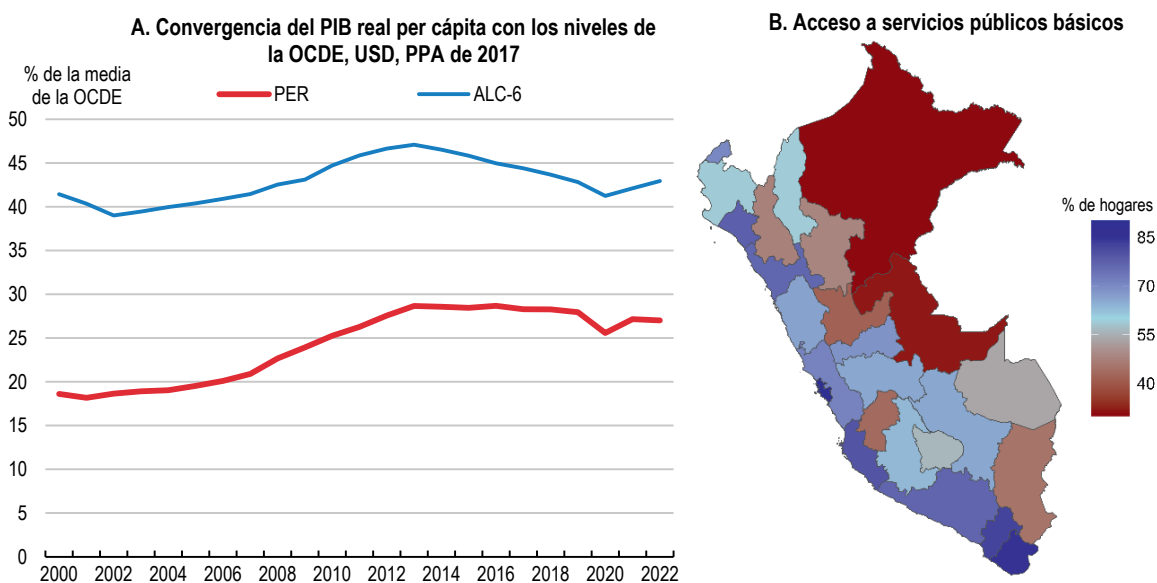 A. Convergencia del PIB real per cápita con los niveles de
la OCDE, USD, PPA de 2017
% de la media
de la OCDE
PER
ALC-6
50
45
40
35
30
25
20
15
10
5
0
2000 2002 2004 2006 2008 2010 2012 2014 2016 2018 2020 2022
B. Acceso a servicios públicos básicos
% de hogares
85
70
55
40